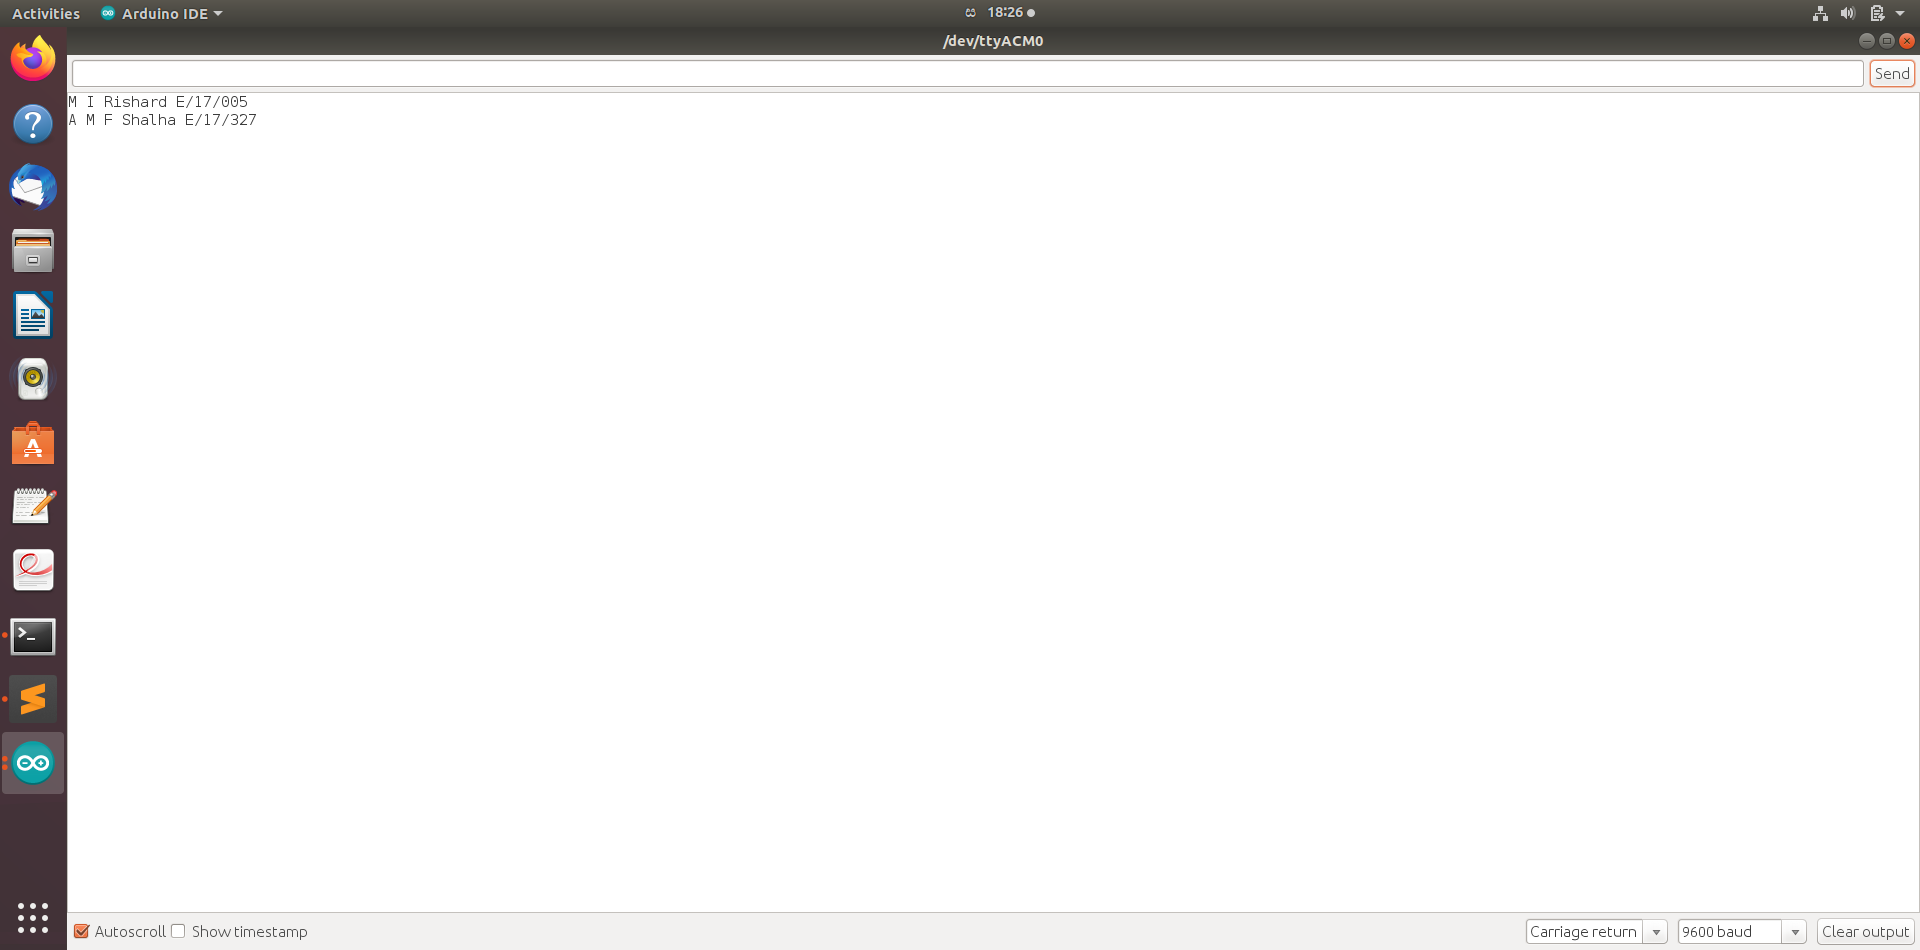 Activities Arduino IDE ස 18:26
/dev/ttyACM0
Send
M I Rishard E/17/005
A M F Shalha E/17/327
Autoscroll Show timestamp Carriage return 9600 baud Clear output